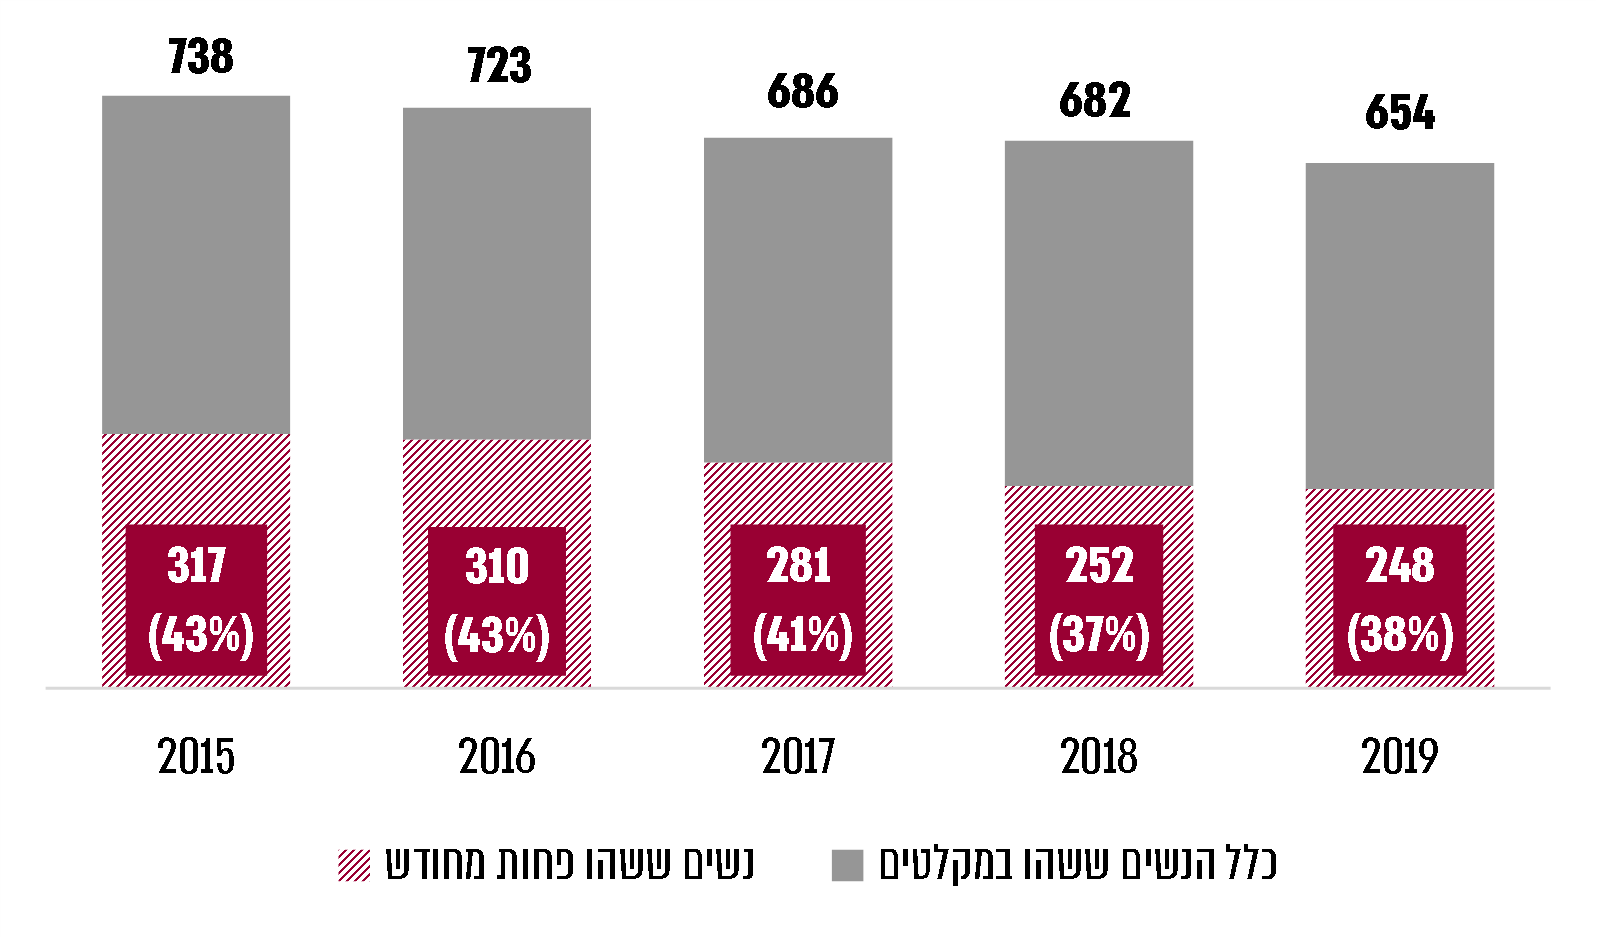 738 723 686 682 654
317 310 281 252 248
(43%) (43%) (41%) (37%) (38%)
2015 2016 2017 2018 2019
כלל הנשים ששהו במקלטים נשים ששהו פחות מחודש